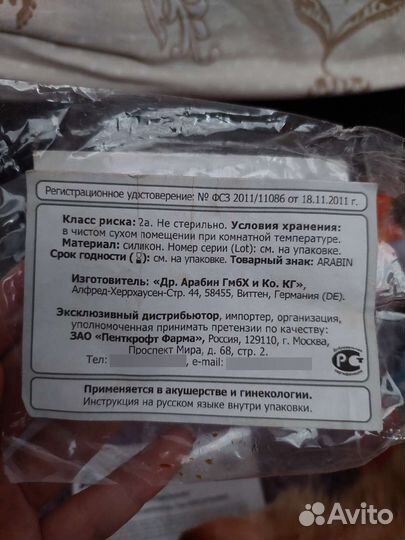 Регистрационное удостоверение: № ФСЗ 2011/11086 от 18.11.2011 г.
Класс риска: 2а. Не стерильно. Условия хранения:
в чистом сухом помещении при комнатной температуре.
Материал: силикон. Номер серии (Lot): см. на упаковке.
Срок годности (): см. на упаковке. Товарный знак: ARABIN
Изготовитель: «Др. Арабин ГмбХ и Ко. КГ»,
Алфред-Херрхаусен-Стр. 44, 58455, Виттен, Германия (DE).
Эксклюзивный дистрибьютор, импортер, организация,
уполномоченная принимать претензии по качеству:
ЗАО «Пенткрофт Фарма», Россия, 129110, г. Москва,
Проспект Мира, д. 68, стр. 2.
Тел: , e-mail:
Применяется в акушерстве и гинекологии.
Инструкция на русском языке внутри упаковки.
Avito